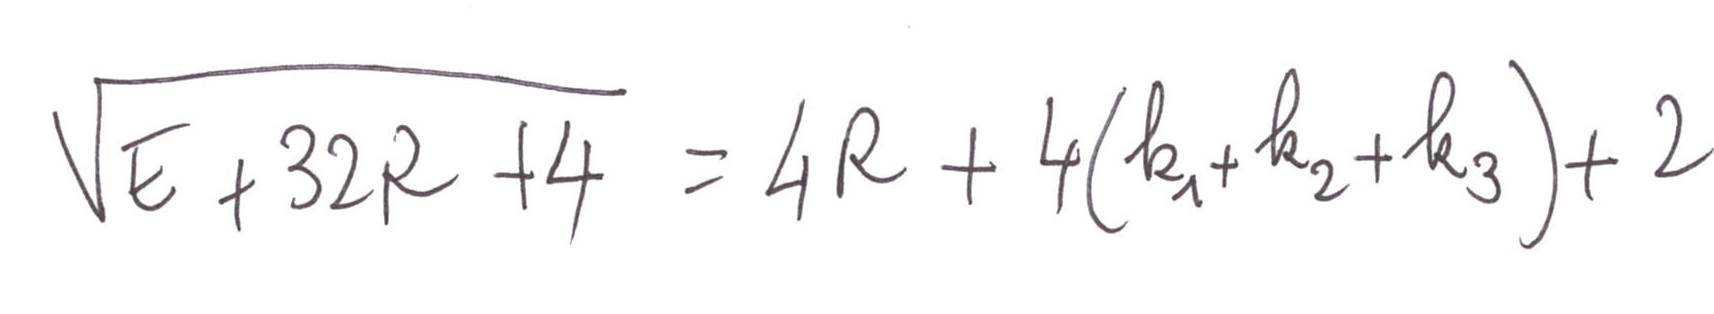 √(E + 32R + 4) = 4R + 4(k₁ + k₂ + k₃) + 2